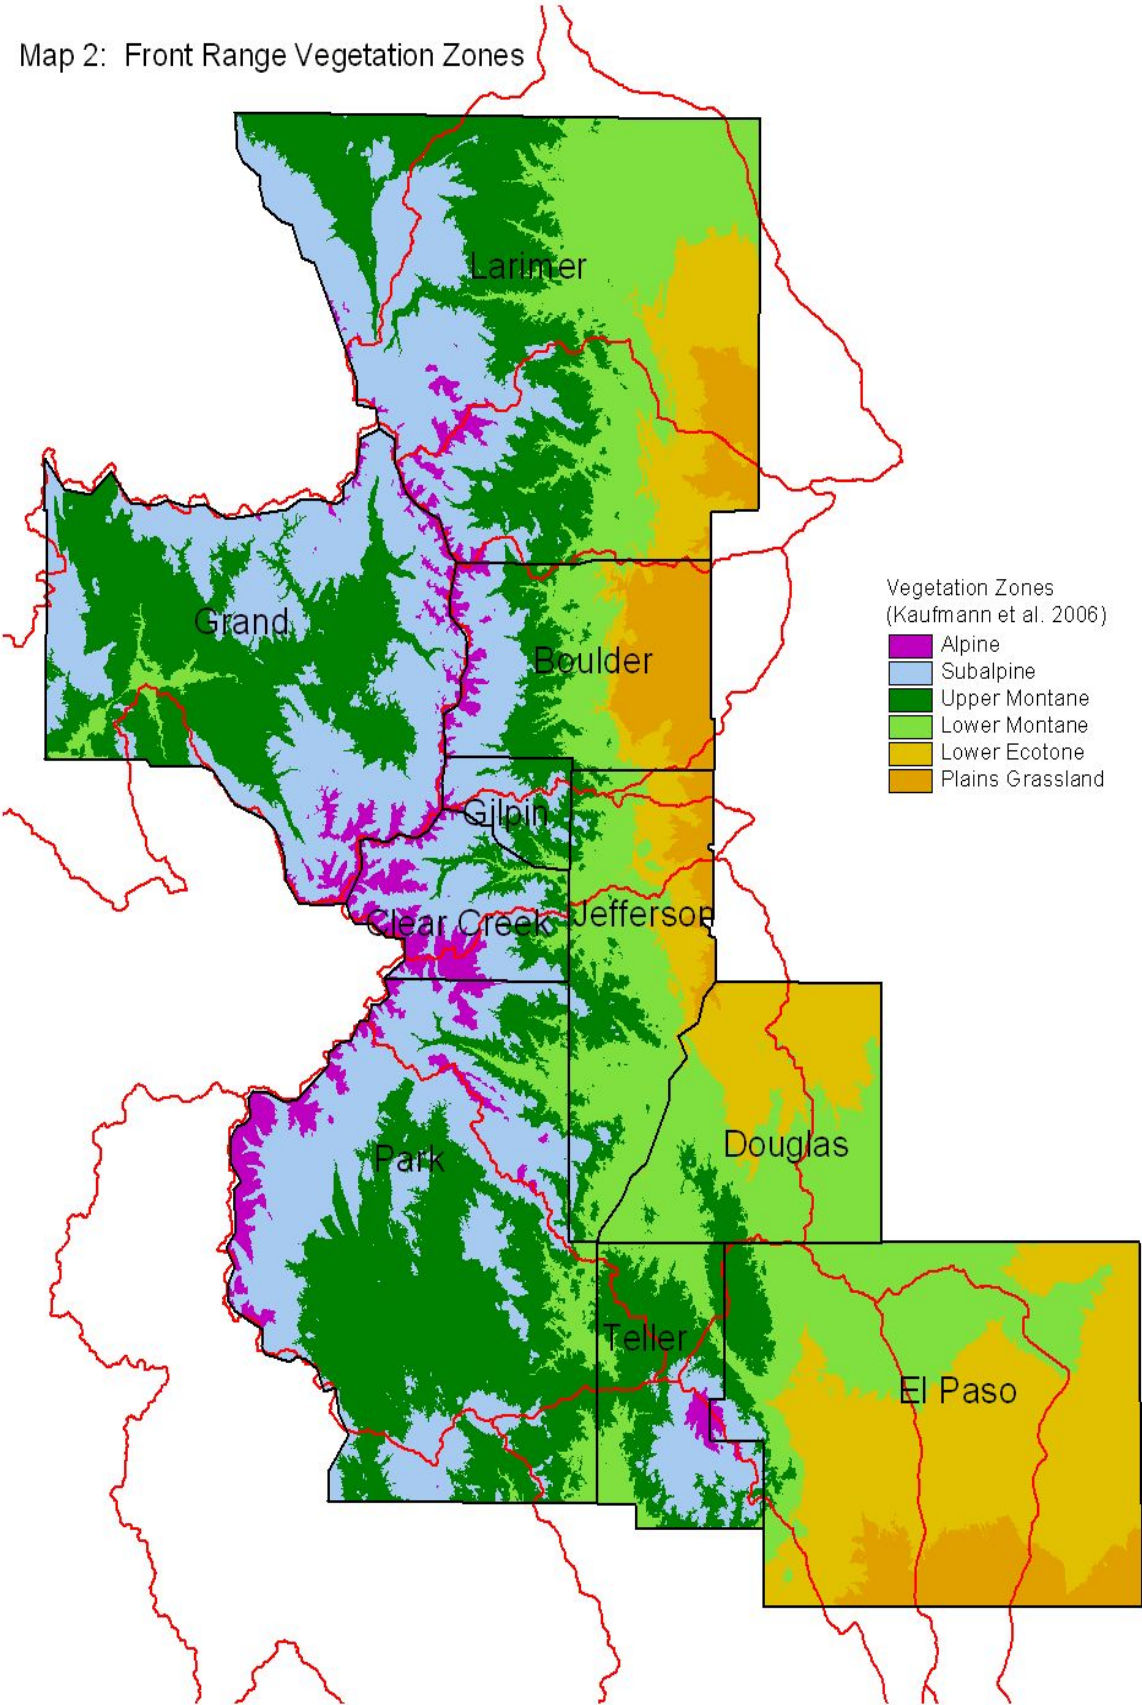 Map 2:  Front Range Vegetation Zones
Larimer
Grand
Boulder
Vegetation Zones
(Kaufmann et al. 2006)
Alpine
Subalpine
Upper Montane
Lower Montane
Lower Ecotone
Plains Grassland
Gilpin
Clear Creek
Jefferson
Park
Douglas
Teller
El Paso